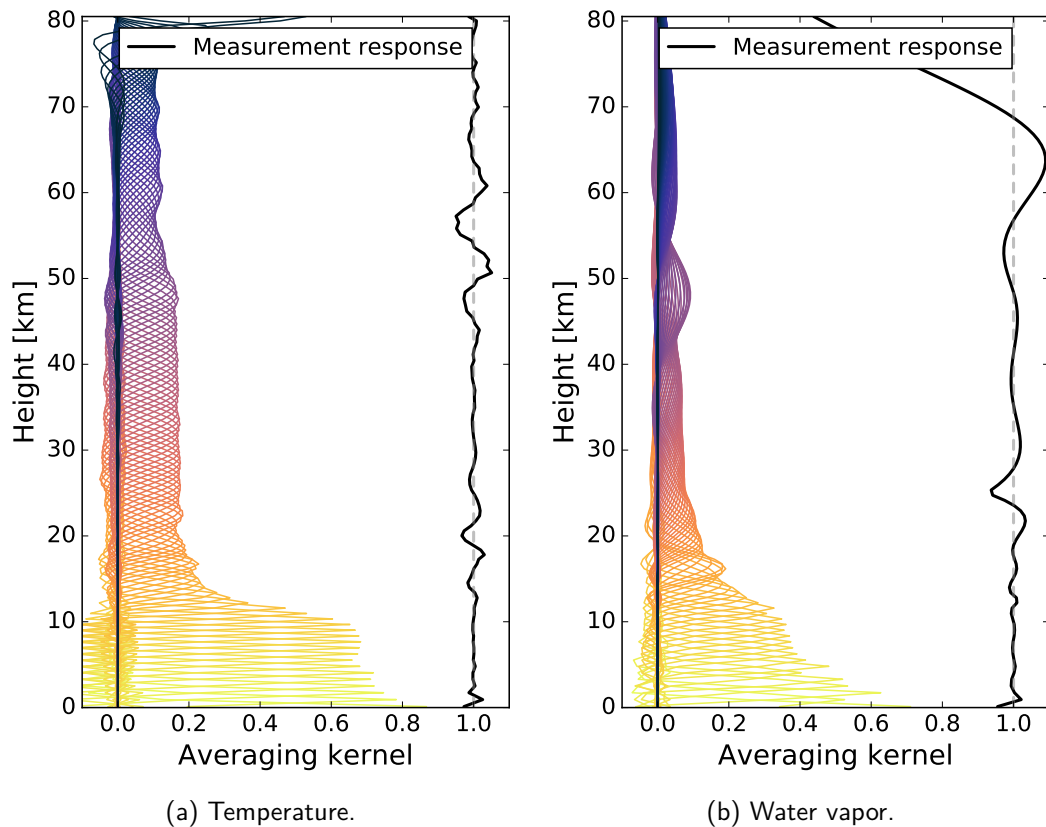 80
70
60
50
40
30
20
10
0
Height [km]
Measurement response
0.0 0.2 0.4 0.6 0.8 1.0
Averaging kernel
(a) Temperature.
80
70
60
50
40
30
20
10
0
Height [km]
Measurement response
0.0 0.2 0.4 0.6 0.8 1.0
Averaging kernel
(b) Water vapor.